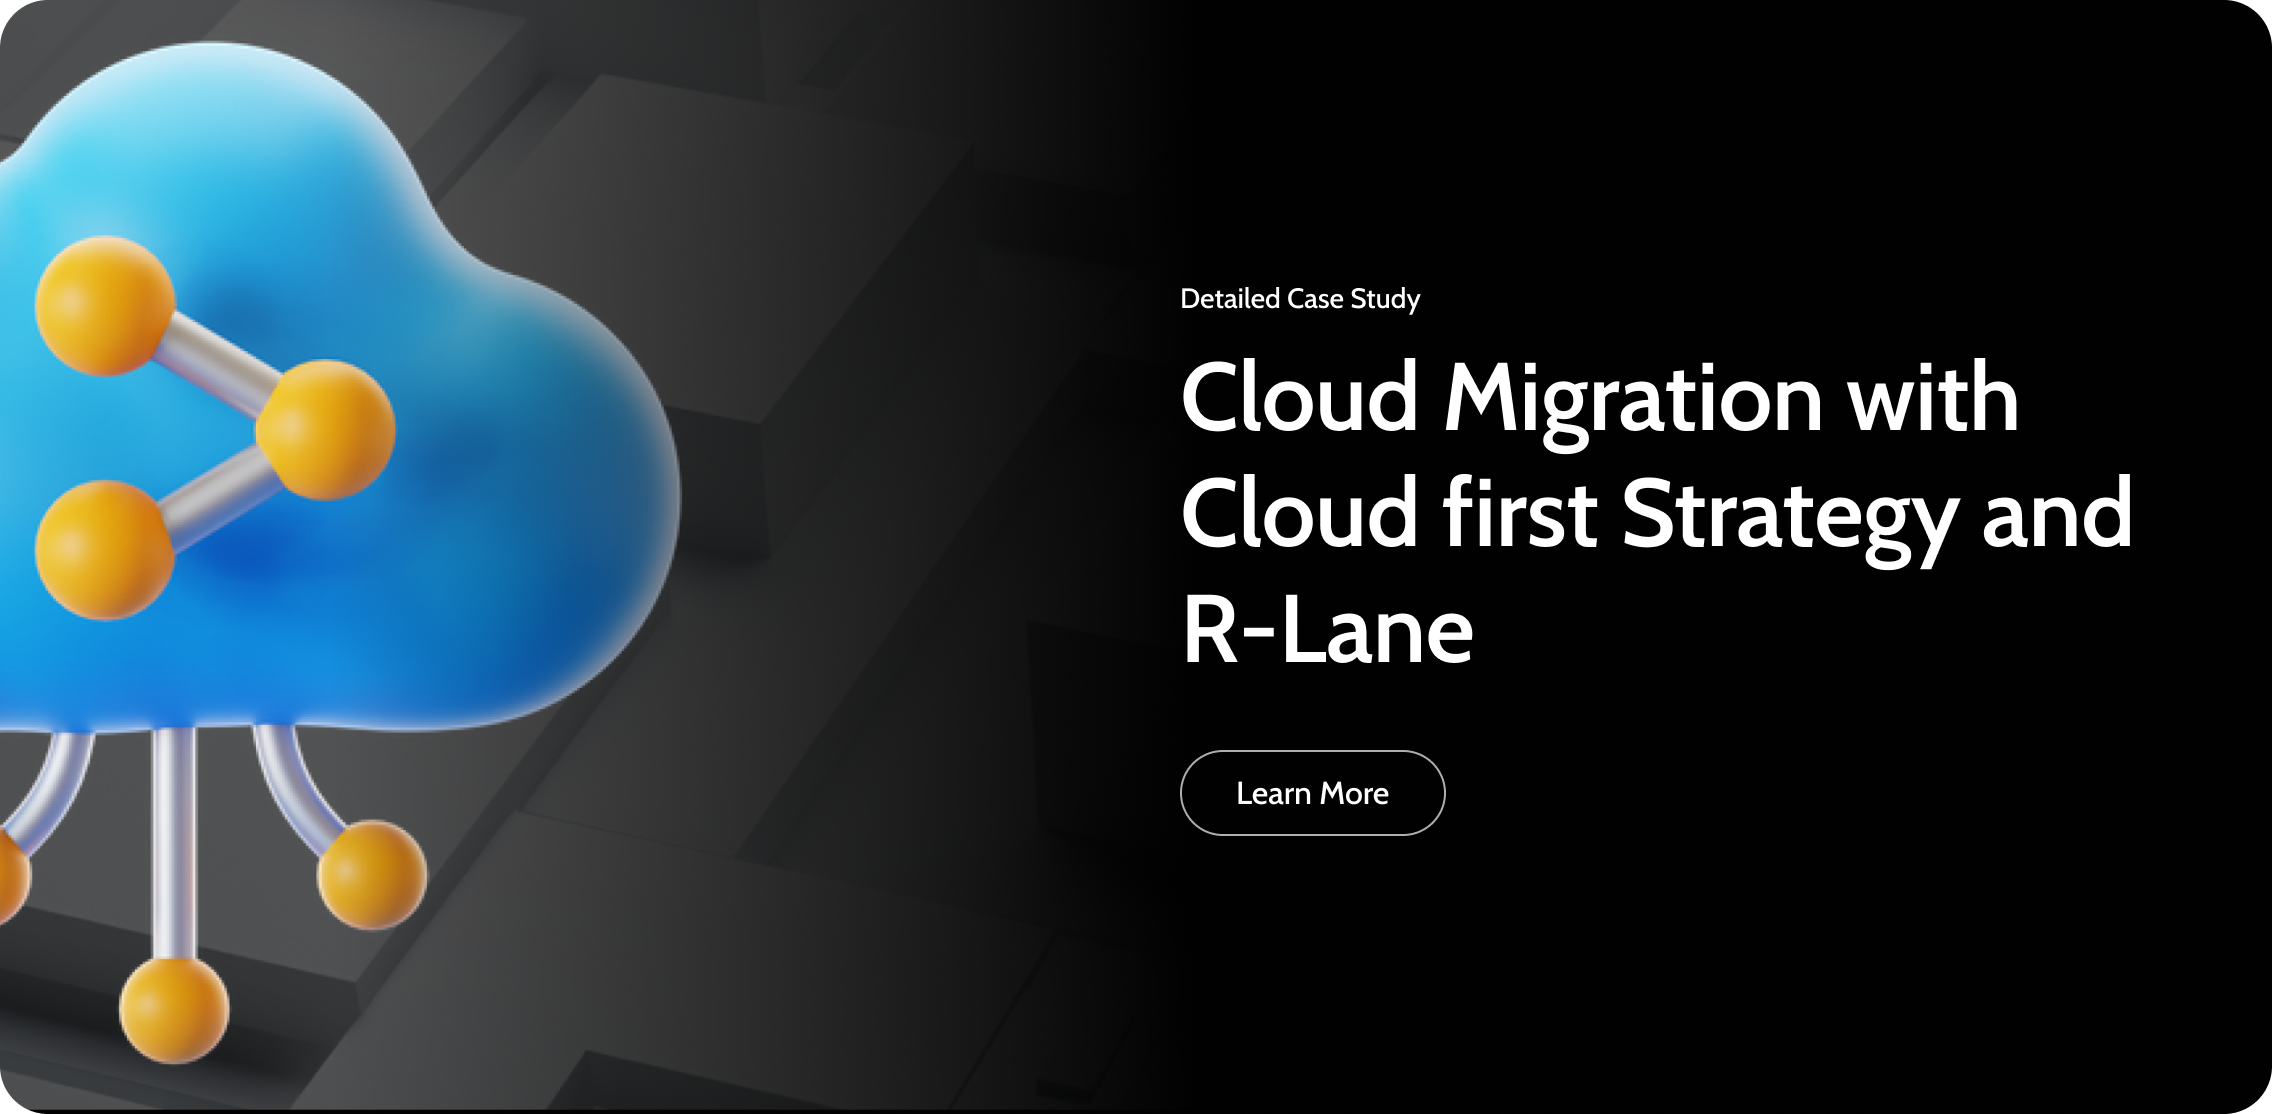 Detailed Case Study
Cloud Migration with
Cloud first Strategy and
R-Lane
Learn More